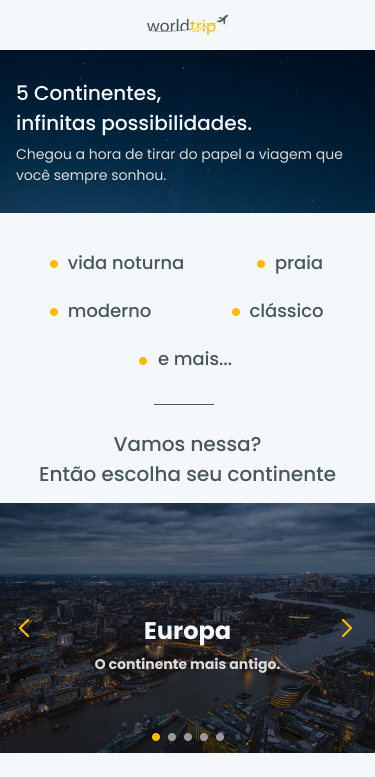 worldtrip
5 Continentes,
infinitas possibilidades.
Chegou a hora de tirar do papel a viagem que
você sempre sonhou.
vida noturna
praia
moderno
clássico
e mais...
Vamos nessa?
Então escolha seu continente
Europa
O continente mais antigo.